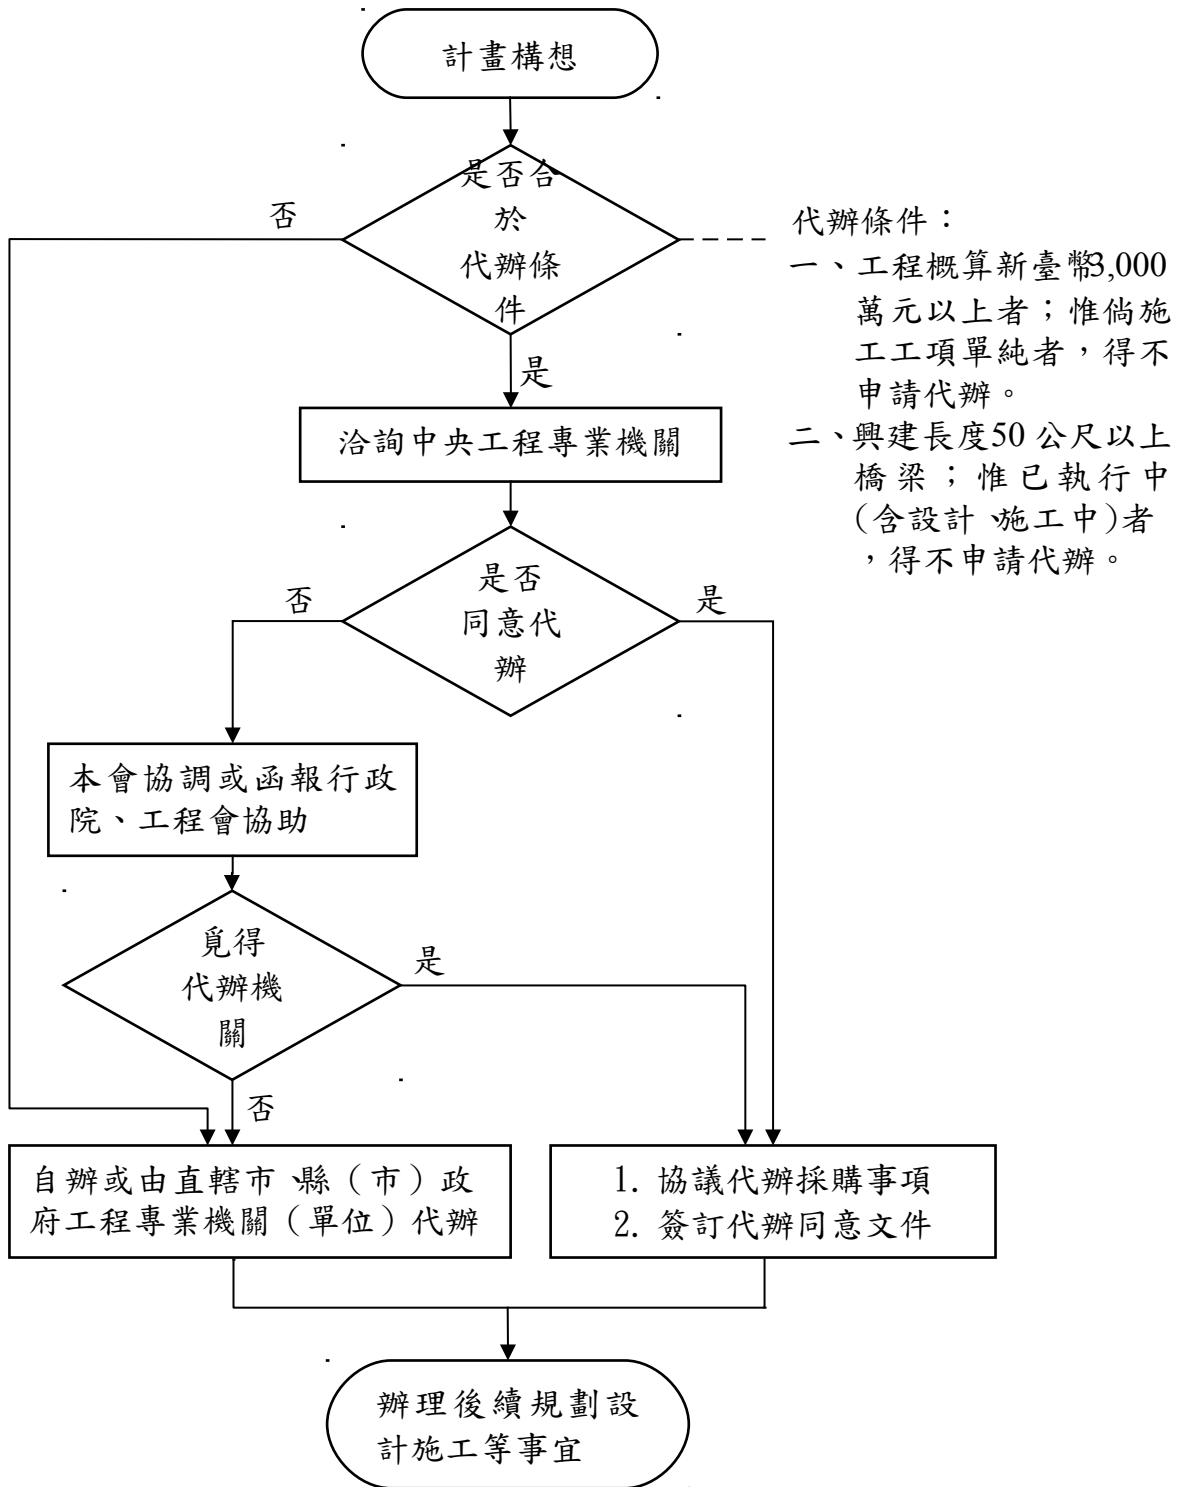 計畫構想
是否合
於
代辦條
件
否
代辦條件：
一、工程概算新臺幣3,000
萬元以上者；惟倘施
工工項單純者，得不
申請代辦。
二、興建長度50 公尺以上
橋梁；惟已執行中
(含設計、施工中)者
，得不申請代辦。
是
洽詢中央工程專業機關
是否
同意代
辦
否
是
本會協調或函報行政
院、工程會協助
覓得
代辦機
關
是
否
自辦或由直轄市、縣（市）政
府工程專業機關（單位）代辦
1. 協議代辦採購事項
2. 簽訂代辦同意文件
辦理後續規劃設
計施工等事宜